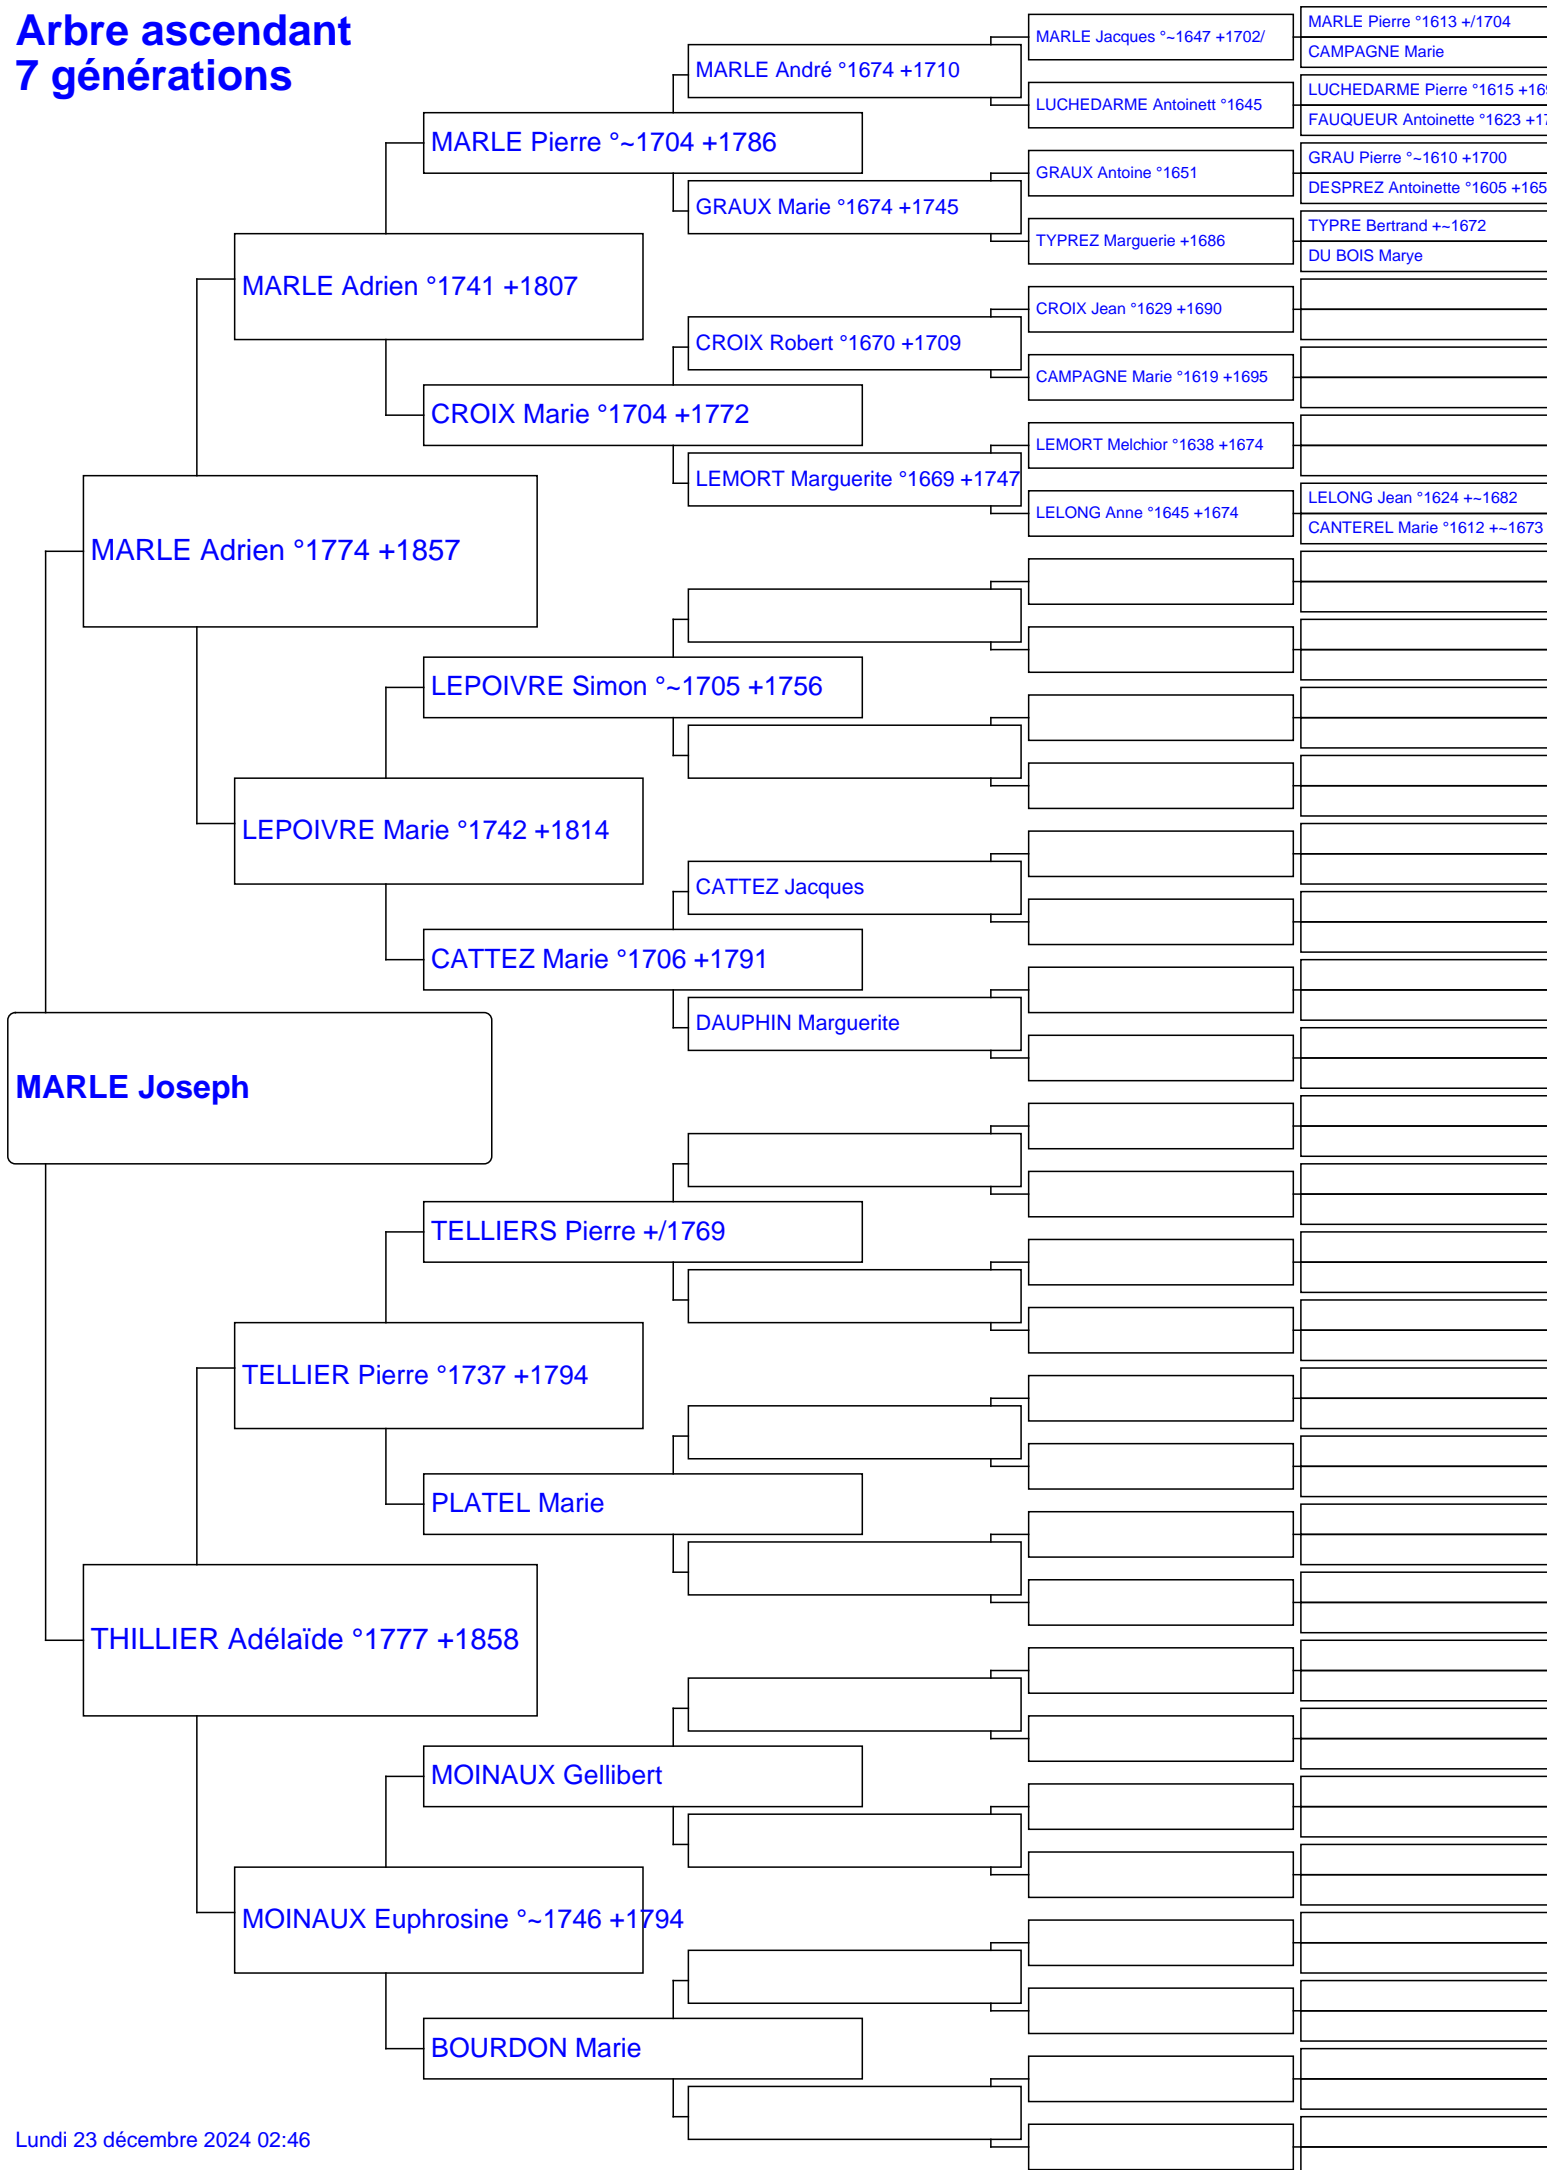 Arbre ascendant
7 générations
MARLE Pierre °1613 +/1704
MARLE Jacques °~1647 +1702/
CAMPAGNE Marie
MARLE André °1674 +1710
LUCHEDARME Pierre °1615
LUCHEDARME Antoinett °1645
FAUQUEUR Antoinette °1623
MARLE Pierre °~1704 +1786
GRAU Pierre °~1610 +1700
GRAUX Antoine °1651
DESPREZ Antoinette °1605
GRAUX Marie °1674 +1745
TYPRE Bertrand +~1672
TYPREZ Marguerie +1686
DU BOIS Marye
MARLE Adrien °1741 +1807
CROIX Jean °1629 +1690
CROIX Robert °1670 +1709
CAMPAGNE Marie °1619 +1695
CROIX Marie °1704 +1772
LEMORT Melchior °1638 +1674
LEMORT Marguerite °1669 +1747
LELONG Jean °1624 +~1682
LELONG Anne °1645 +1674
CANTEREL Marie °1612 +~1673
MARLE Adrien °1774 +1857
LEPOIVRE Simon °~1705 +1756
LEPOIVRE Marie °1742 +1814
CATTEZ Jacques
CATTEZ Marie °1706 +1791
DAUPHIN Marguerite
MARLE Joseph
TELLIERS Pierre +/1769
TELLIER Pierre °1737 +1794
PLATEL Marie
THILLIER Adélaïde °1777 +1858
MOINAUX Gellibert
MOINAUX Euphrosine °~1746 +1794
BOURDON Marie
Lundi 23 décembre 2024 02:46